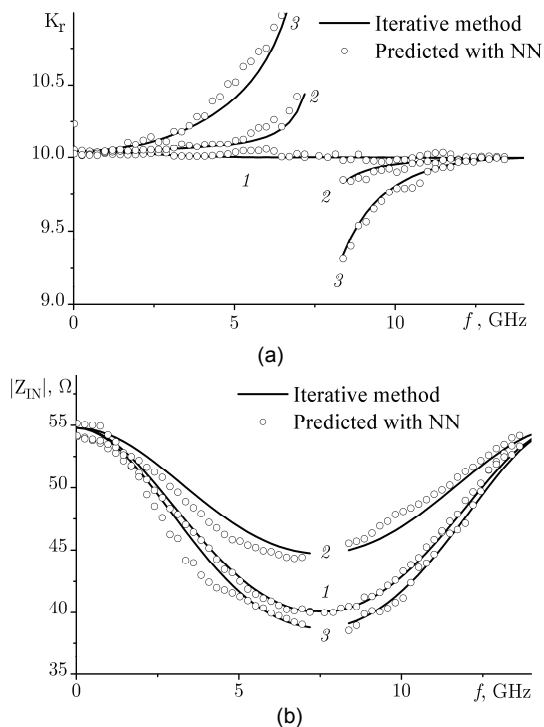 K_r
Iterative method
Predicted with NN
3
2
1
2
3
10.5
10.0
9.5
9.0
0
5
10
f, GHz
(a)
|Z_IN|, Ω
Iterative method
Predicted with NN
2
1
3
55
50
45
40
35
0
5
10
f, GHz
(b)